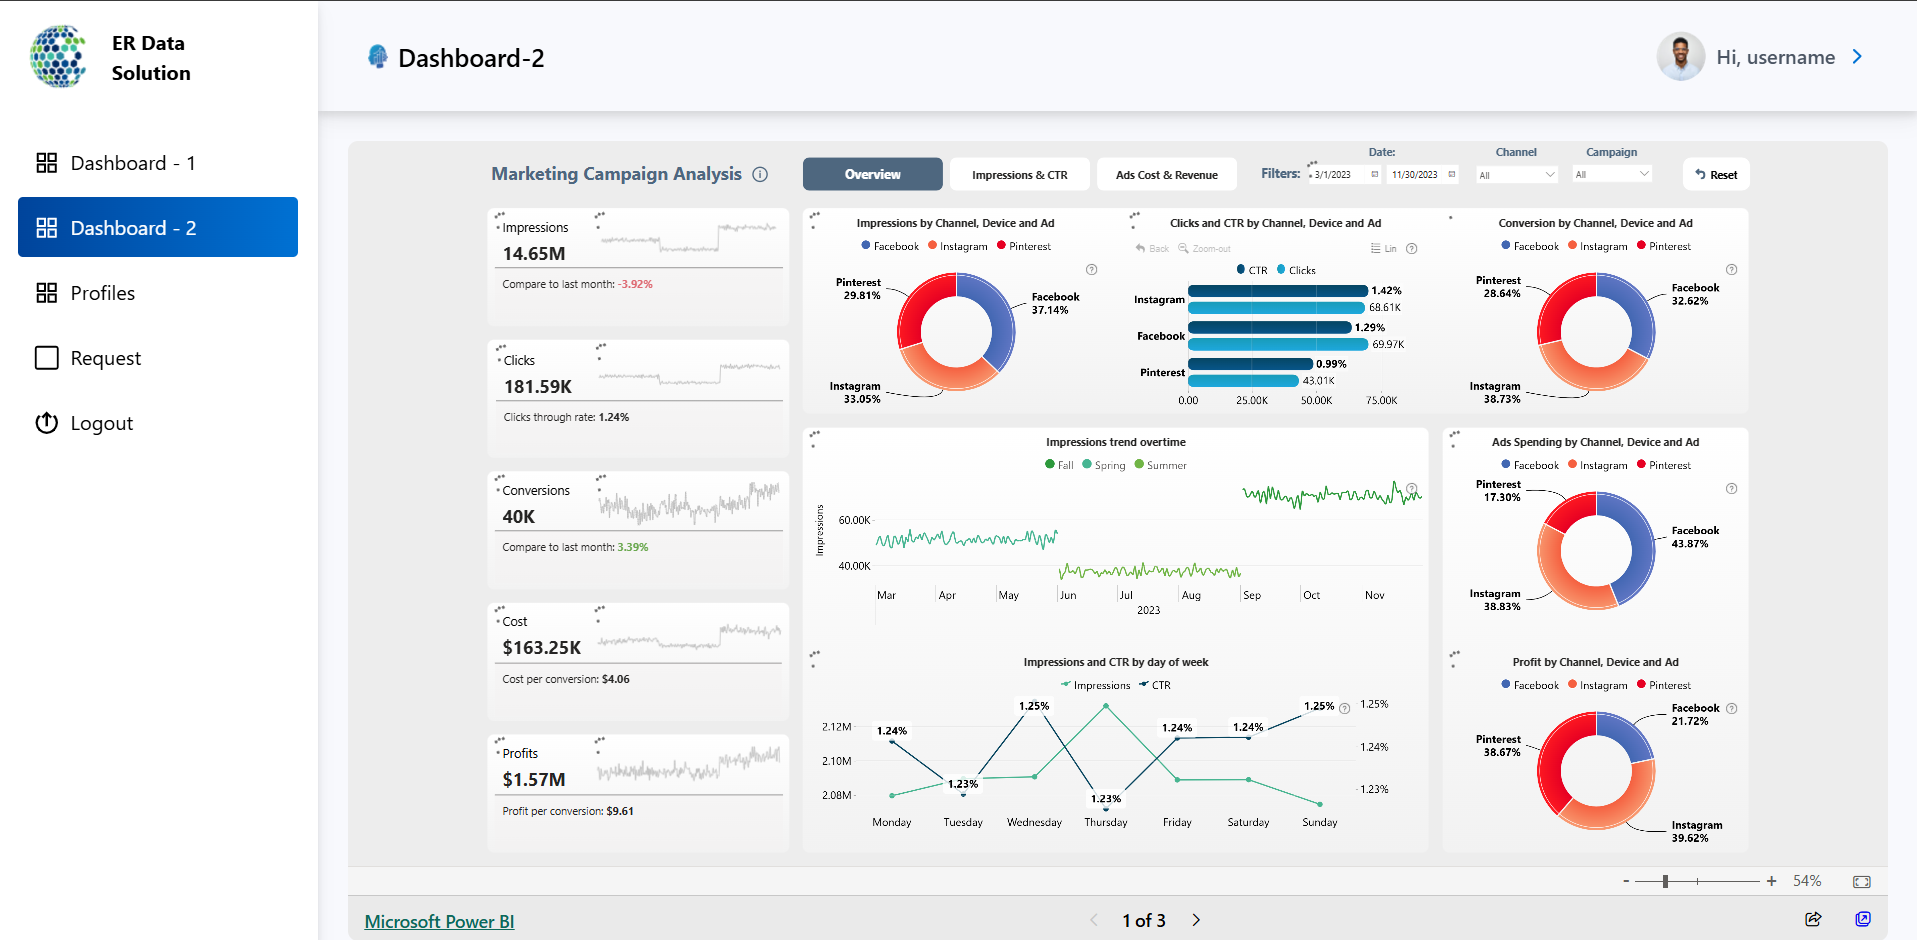 ER Data
Solution
Dashboard-2
Hi, username
Dashboard - 1
Dashboard - 2
Profiles
Request
Logout
Marketing Campaign Analysis
Overview
Impressions & CTR
Ads Cost & Revenue
Filters:
Date:
3/1/2023
11/30/2023
Channel
All
Campaign
All
Reset
Impressions
14.65M
Compare to last month: -3.92%
Clicks
181.59K
Clicks through rate: 1.24%
Conversions
40K
Compare to last month: 3.39%
Cost
$163.25K
Cost per conversion: $4.06
Profits
$1.57M
Profit per conversion: $9.61
Impressions by Channel, Device and Ad
Facebook Instagram Pinterest
Pinterest
29.81%
Facebook
37.14%
Instagram
33.05%
Clicks and CTR by Channel, Device and Ad
Back Zoom-out
Lin
CTR Clicks
Instagram
1.42%
68.61K
Facebook
1.29%
69.97K
Pinterest
0.99%
43.01K
0.00 25.00K 50.00K 75.00K
Conversion by Channel, Device and Ad
Facebook Instagram Pinterest
Pinterest
28.64%
Facebook
32.62%
Instagram
38.73%
Impressions trend overtime
Fall Spring Summer
Impressions
60.00K
40.00K
Mar Apr May Jun Jul Aug Sep Oct Nov
2023
Ads Spending by Channel, Device and Ad
Facebook Instagram Pinterest
Pinterest
17.30%
Facebook
43.87%
Instagram
38.83%
Impressions and CTR by day of week
Impressions CTR
2.12M
2.10M
2.08M
1.24%
1.23%
1.25%
1.23%
1.24%
1.24%
1.25%
1.25%
1.24%
1.23%
Monday Tuesday Wednesday Thursday Friday Saturday Sunday
Profit by Channel, Device and Ad
Facebook Instagram Pinterest
Facebook
21.72%
Pinterest
38.67%
Instagram
39.62%
- + 54%
Microsoft Power BI
1 of 3